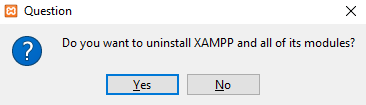 Question
Do you want to uninstall XAMPP and all of its modules?
Yes No